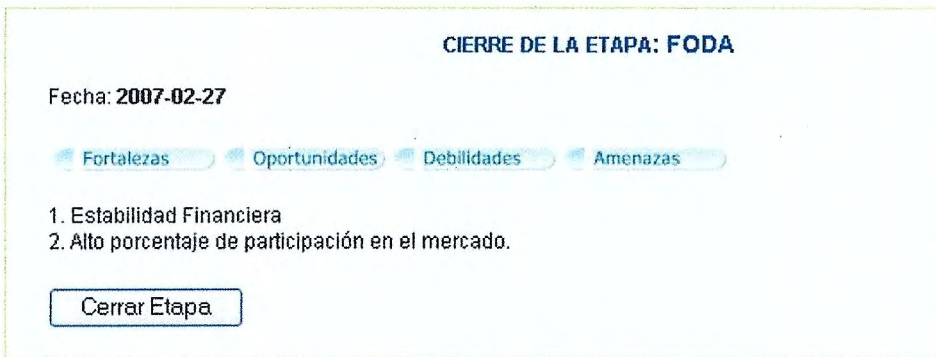 CIERRE DE LA ETAPA: FODA
Fecha: 2007-02-27
Fortalezas Oportunidades Debilidades Amenazas
1. Estabilidad Financiera
2. Alto porcentaje de participación en el mercado.
Cerrar Etapa